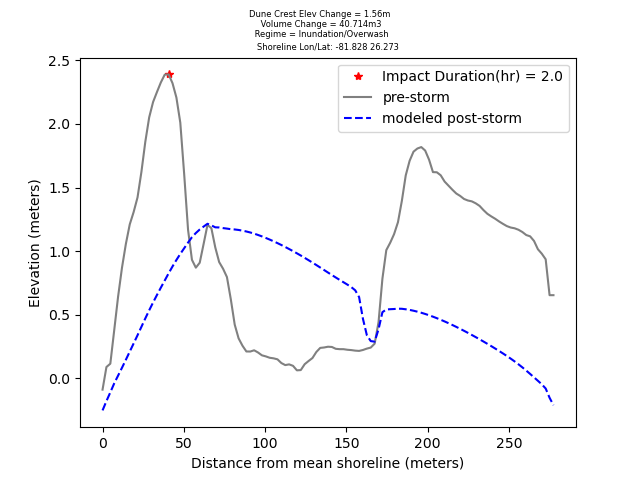 Dune Crest Elev Change = 1.56m
Volume Change = 40.714m3
Regime = Inundation/Overwash
Shoreline Lon/Lat: -81.828 26.273
Impact Duration(hr) = 2.0
pre-storm
modeled post-storm
Elevation (meters)
2.5
2.0
1.5
1.0
0.5
0.0
0 50 100 150 200 250
Distance from mean shoreline (meters)